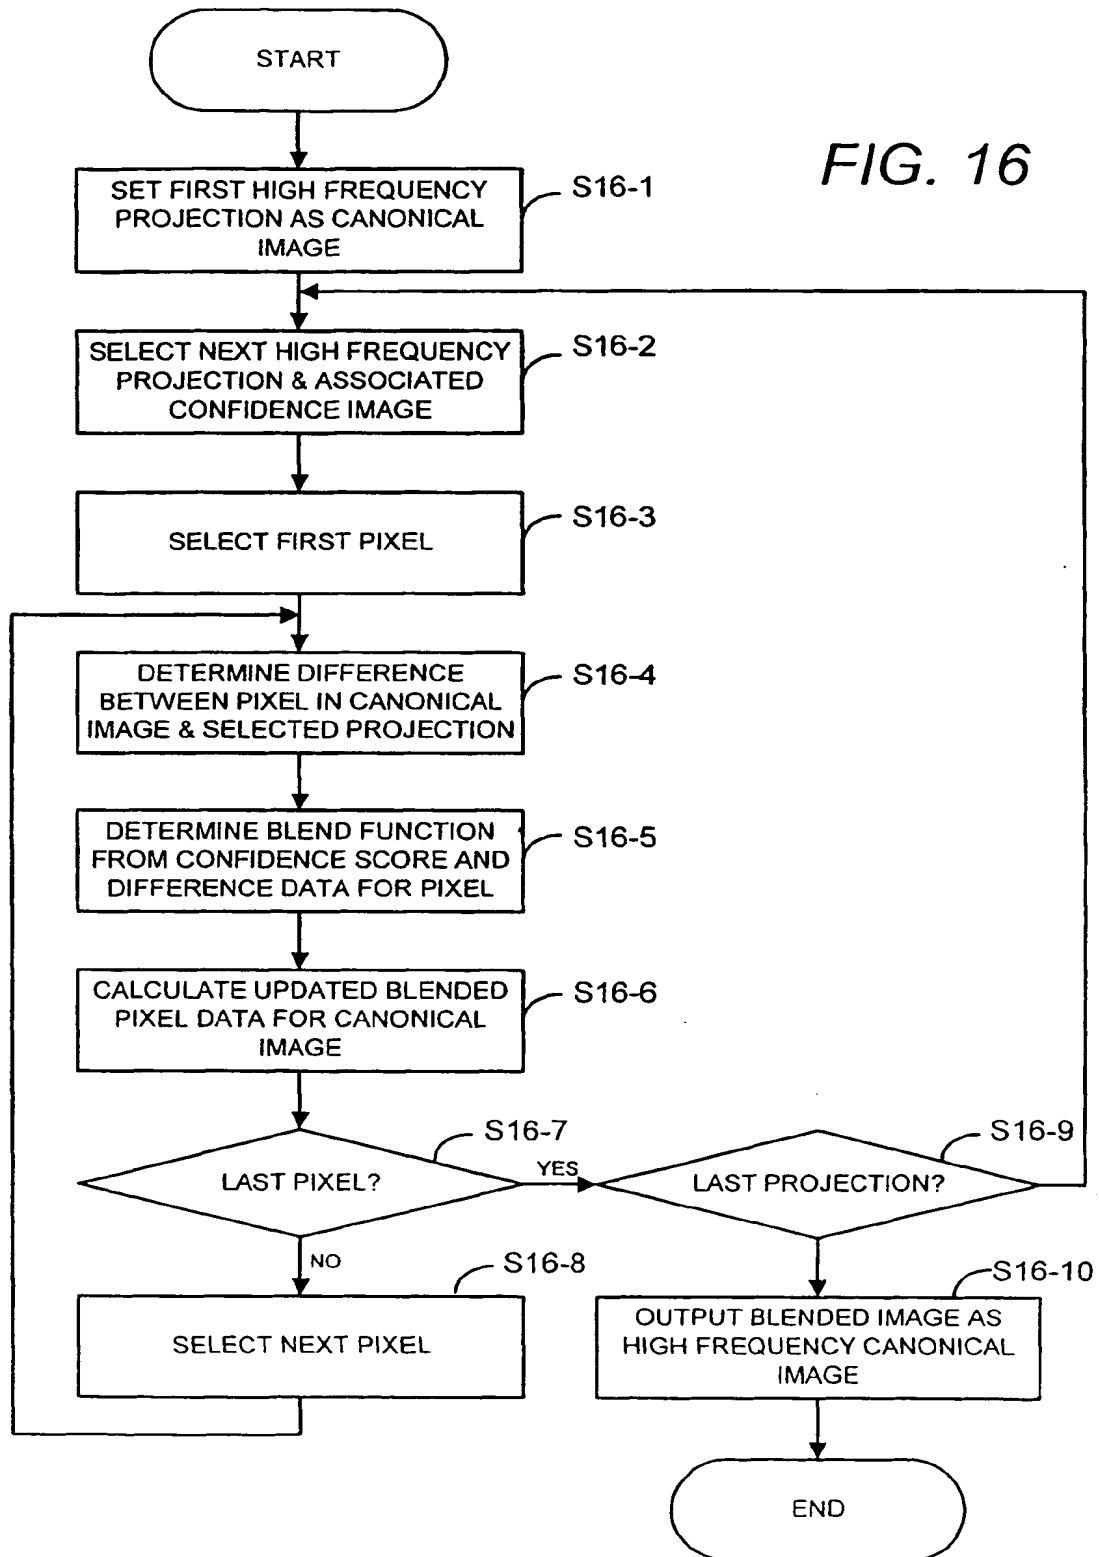 START
FIG. 16
SET FIRST HIGH FREQUENCY
PROJECTION AS CANONICAL
IMAGE
S16-1
SELECT NEXT HIGH FREQUENCY
PROJECTION & ASSOCIATED
CONFIDENCE IMAGE
S16-2
SELECT FIRST PIXEL
S16-3
DETERMINE DIFFERENCE
BETWEEN PIXEL IN CANONICAL
IMAGE & SELECTED PROJECTION
S16-4
DETERMINE BLEND FUNCTION
FROM CONFIDENCE SCORE AND
DIFFERENCE DATA FOR PIXEL
S16-5
CALCULATE UPDATED BLENDED
PIXEL DATA FOR CANONICAL
IMAGE
S16-6
LAST PIXEL?
S16-7
YES
LAST PROJECTION?
S16-9
NO
SELECT NEXT PIXEL
S16-8
OUTPUT BLENDED IMAGE AS
HIGH FREQUENCY CANONICAL
IMAGE
S16-10
END